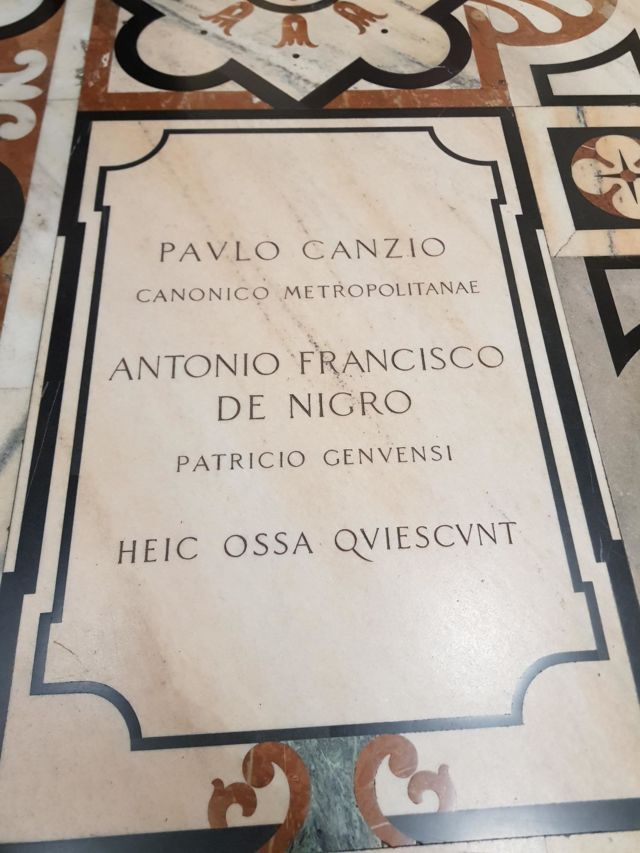 PAVLO CANZIO
CANONICO METROPOLITANAE
ANTONIO FRANCISCO
DE NIGRO
PATRICIO GENVENSI
HEIC OSSA QVIESCVNT